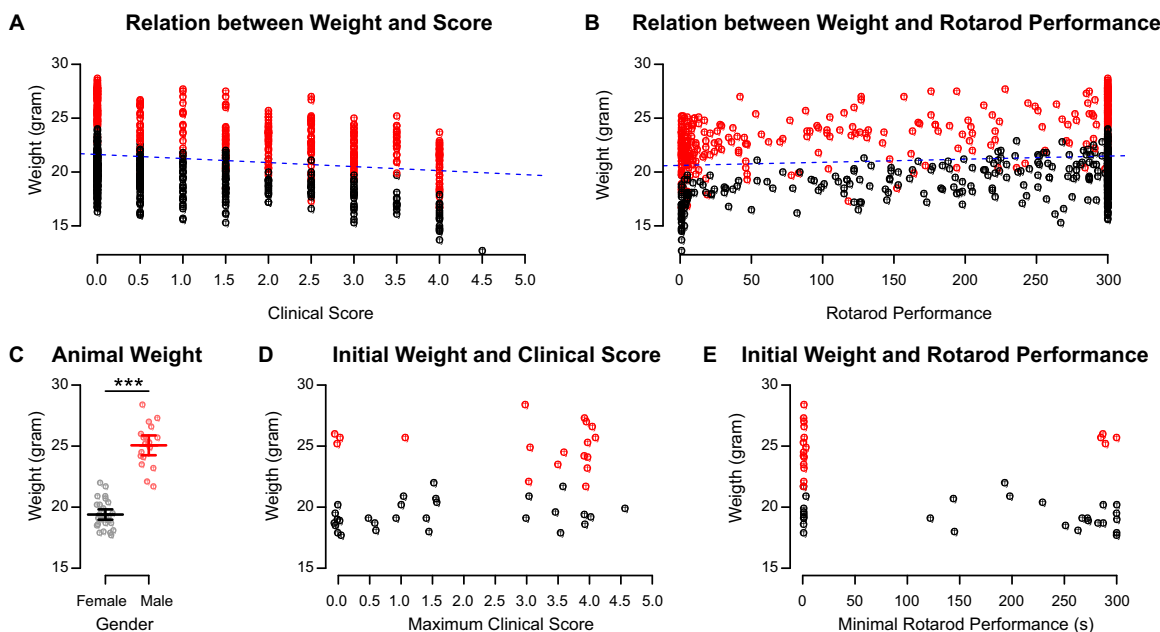 A Relation between Weight and Score
Weight (gram)
30
25
20
15
0.0 0.5 1.0 1.5 2.0 2.5 3.0 3.5 4.0 4.5 5.0
Clinical Score
B Relation between Weight and Rotarod Performance
Weight (gram)
30
25
20
15
0 50 100 150 200 250 300
Rotarod Performance
C Animal Weight
Weigth (gram)
30
25
20
15
***
Female Male
Gender
D Initial Weight and Clinical Score
Weigth (gram)
30
25
20
15
0.0 0.5 1.0 1.5 2.0 2.5 3.0 3.5 4.0 4.5 5.0
Maximum Clinical Score
E Initial Weight and Rotarod Performance
Weigth (gram)
30
25
20
15
0 50 100 150 200 250 300
Minimal Rotarod Performance (s)